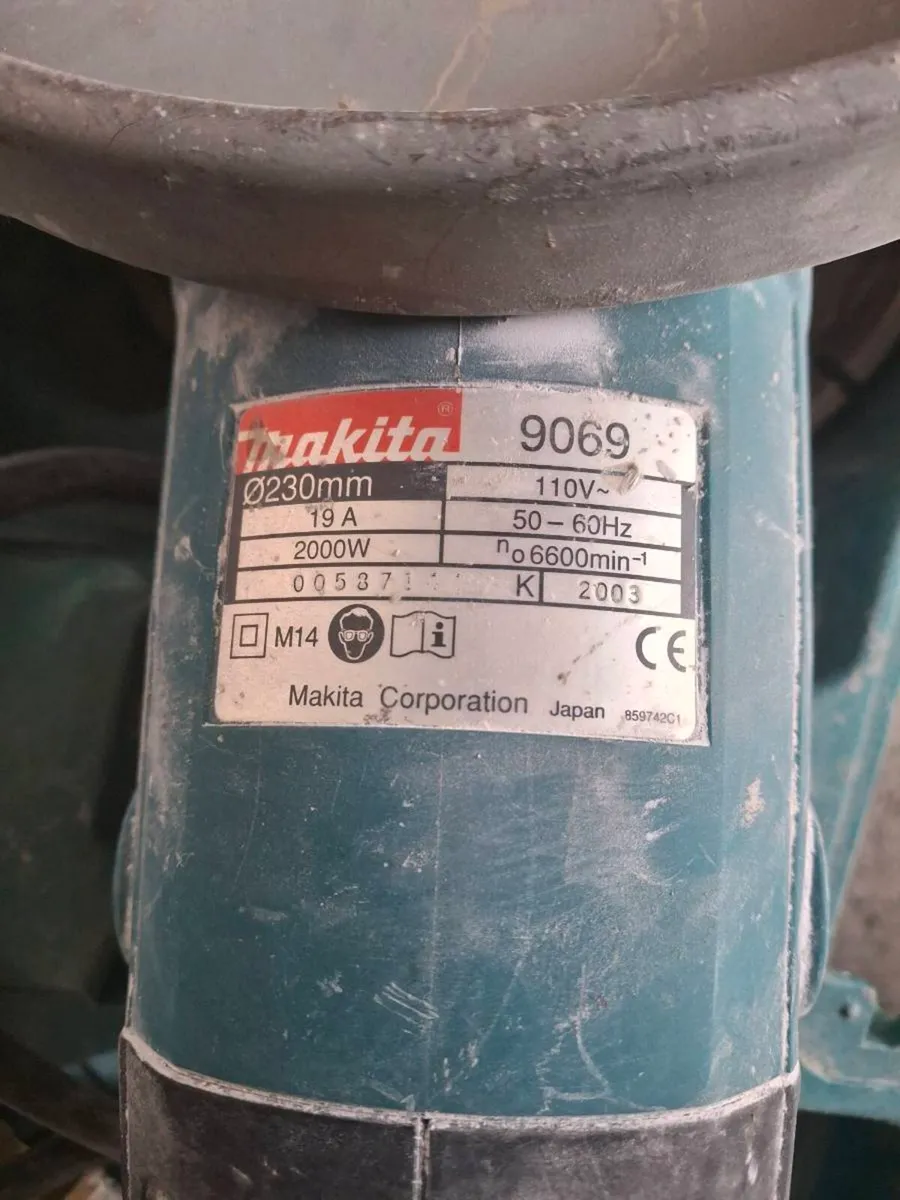 makita® 9069
Ø230mm 110V~
19 A 50 – 60Hz
2000W no 6600min-1
K 2003
M14 i CE
Makita Corporation Japan 859742C1